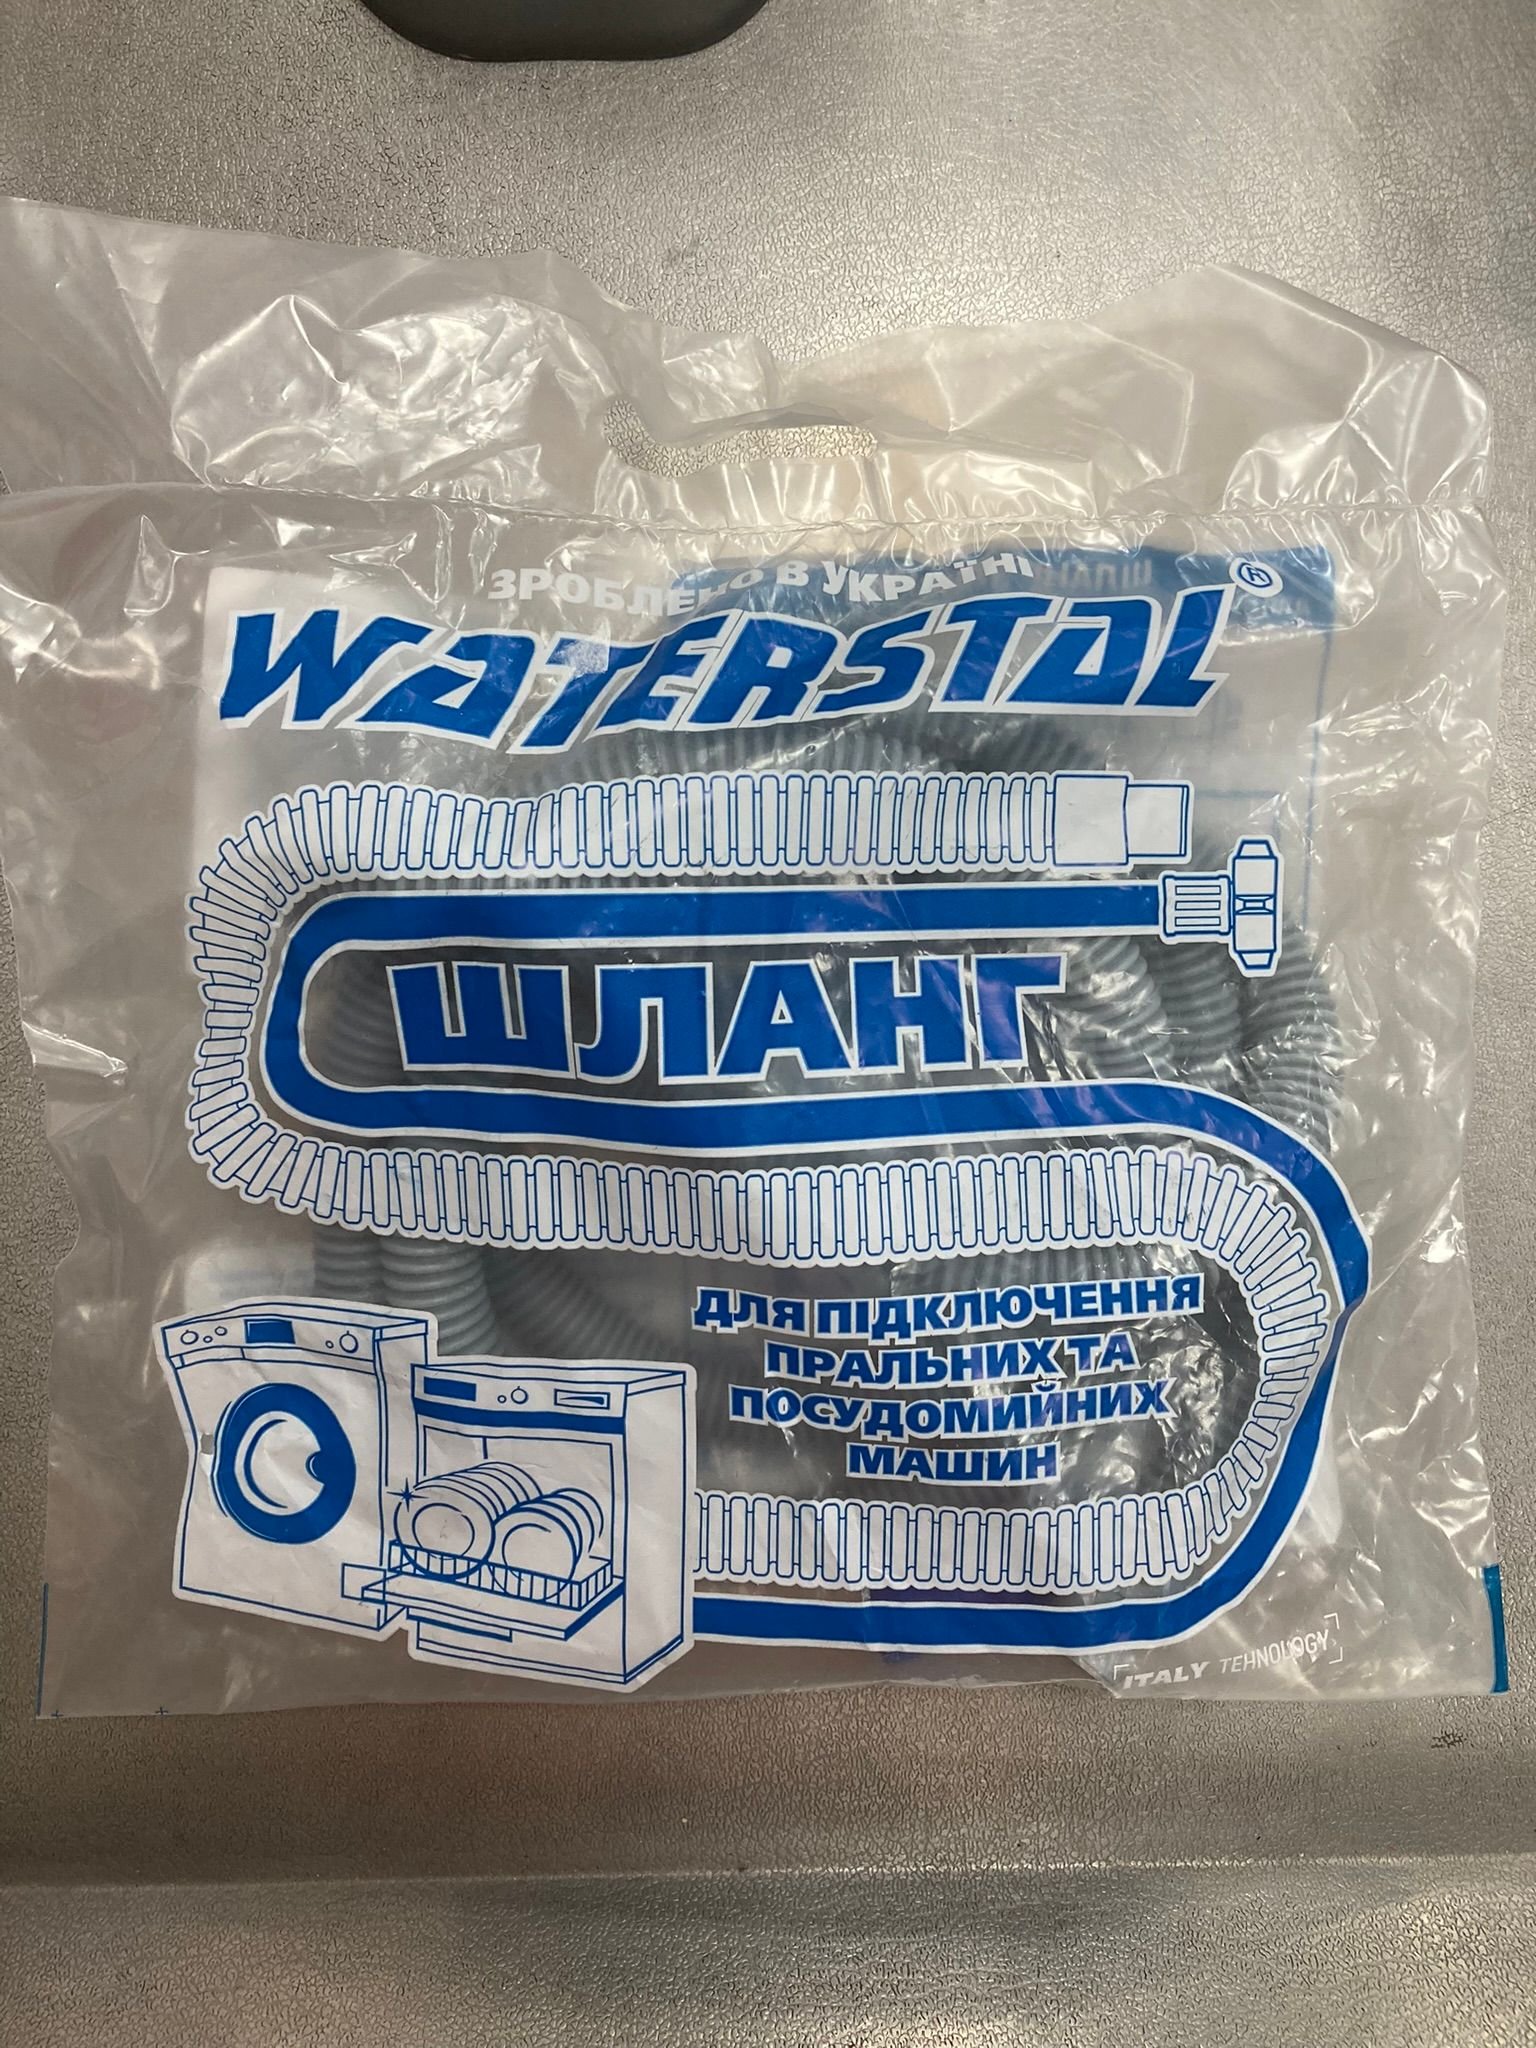 ЗРОБЛЕНО В УКРАЇНІ
WATERSTAL ®
ШЛАНГ
ДЛЯ ПІДКЛЮЧЕННЯ
ПРАЛЬНИХ ТА
ПОСУДОМИЙНИХ
МАШИН
ITALY TEHNOLOGY